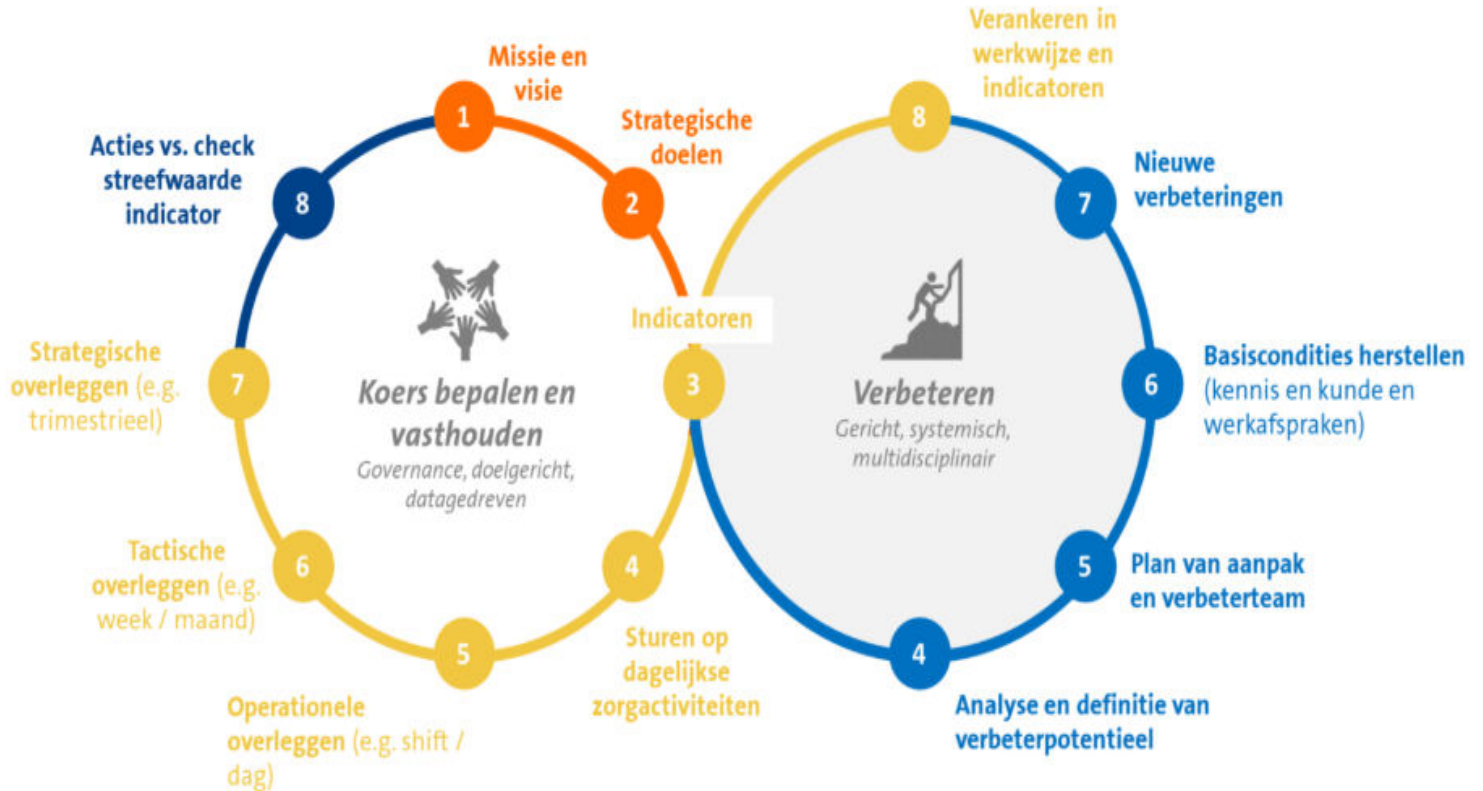 1
Missie en
visie
2
Strategische
doelen
3
Indicatoren
4
Sturen op
dagelijkse
zorgactiviteiten
5
Operationele
overleggen (e.g. shift /
dag)
6
Tactische
overleggen (e.g.
week / maand)
7
Strategische
overleggen (e.g.
trimestrieel)
8
Acties vs. check
streefwaarde
indicator
Koers bepalen en
vasthouden
Governance, doelgericht,
datagedreven
Verbeteren
Gericht, systemisch,
multidisciplinair
4
Analyse en definitie van
verbeterpotentieel
5
Plan van aanpak
en verbeterteam
6
Basiscondities herstellen
(kennis en kunde en
werkafspraken)
7
Nieuwe
verbeteringen
8
Verankeren in
werkwijze en
indicatoren